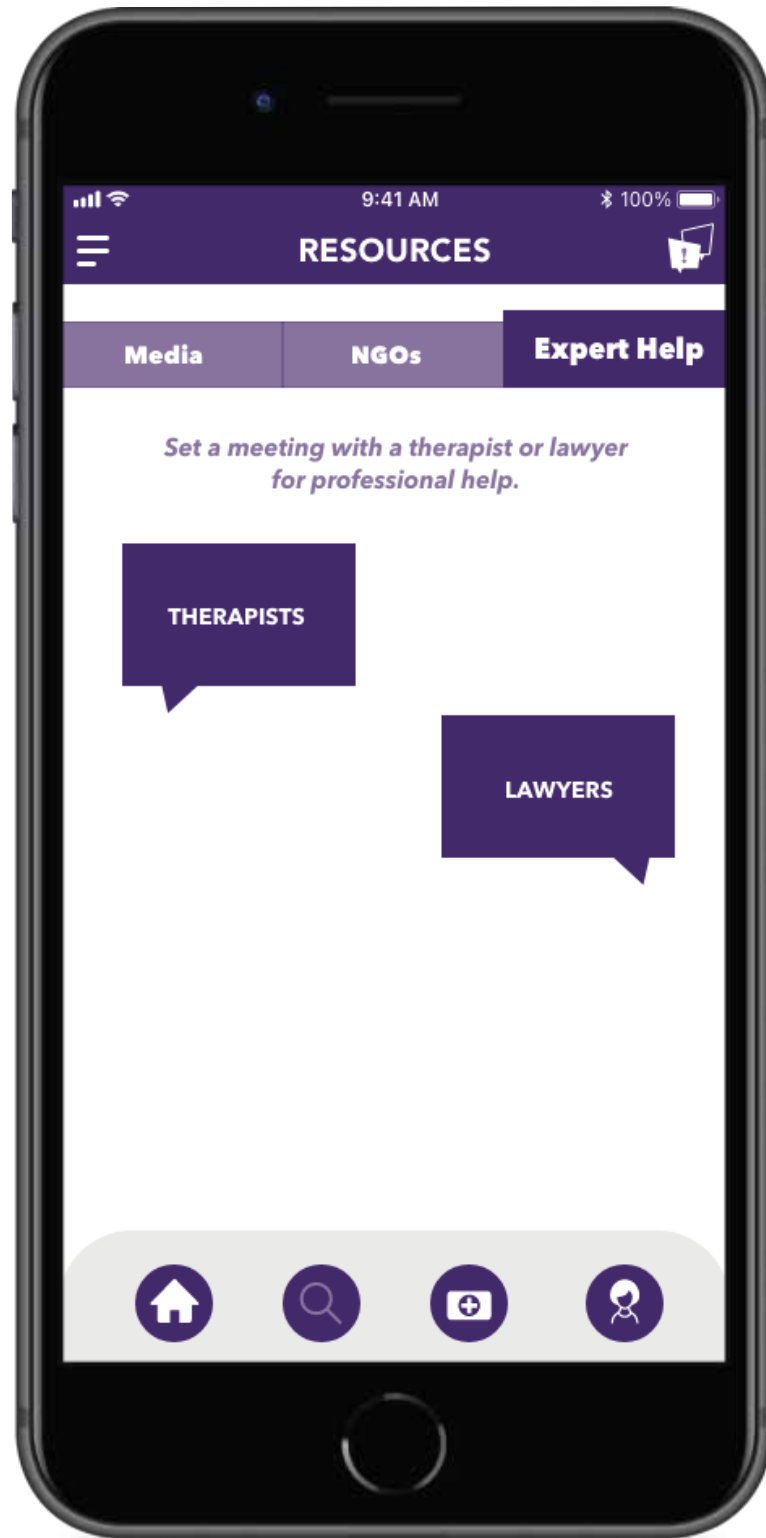 9:41 AM 100%
RESOURCES
!
Media NGOs Expert Help
Set a meeting with a therapist or lawyer
for professional help.
THERAPISTS
LAWYERS